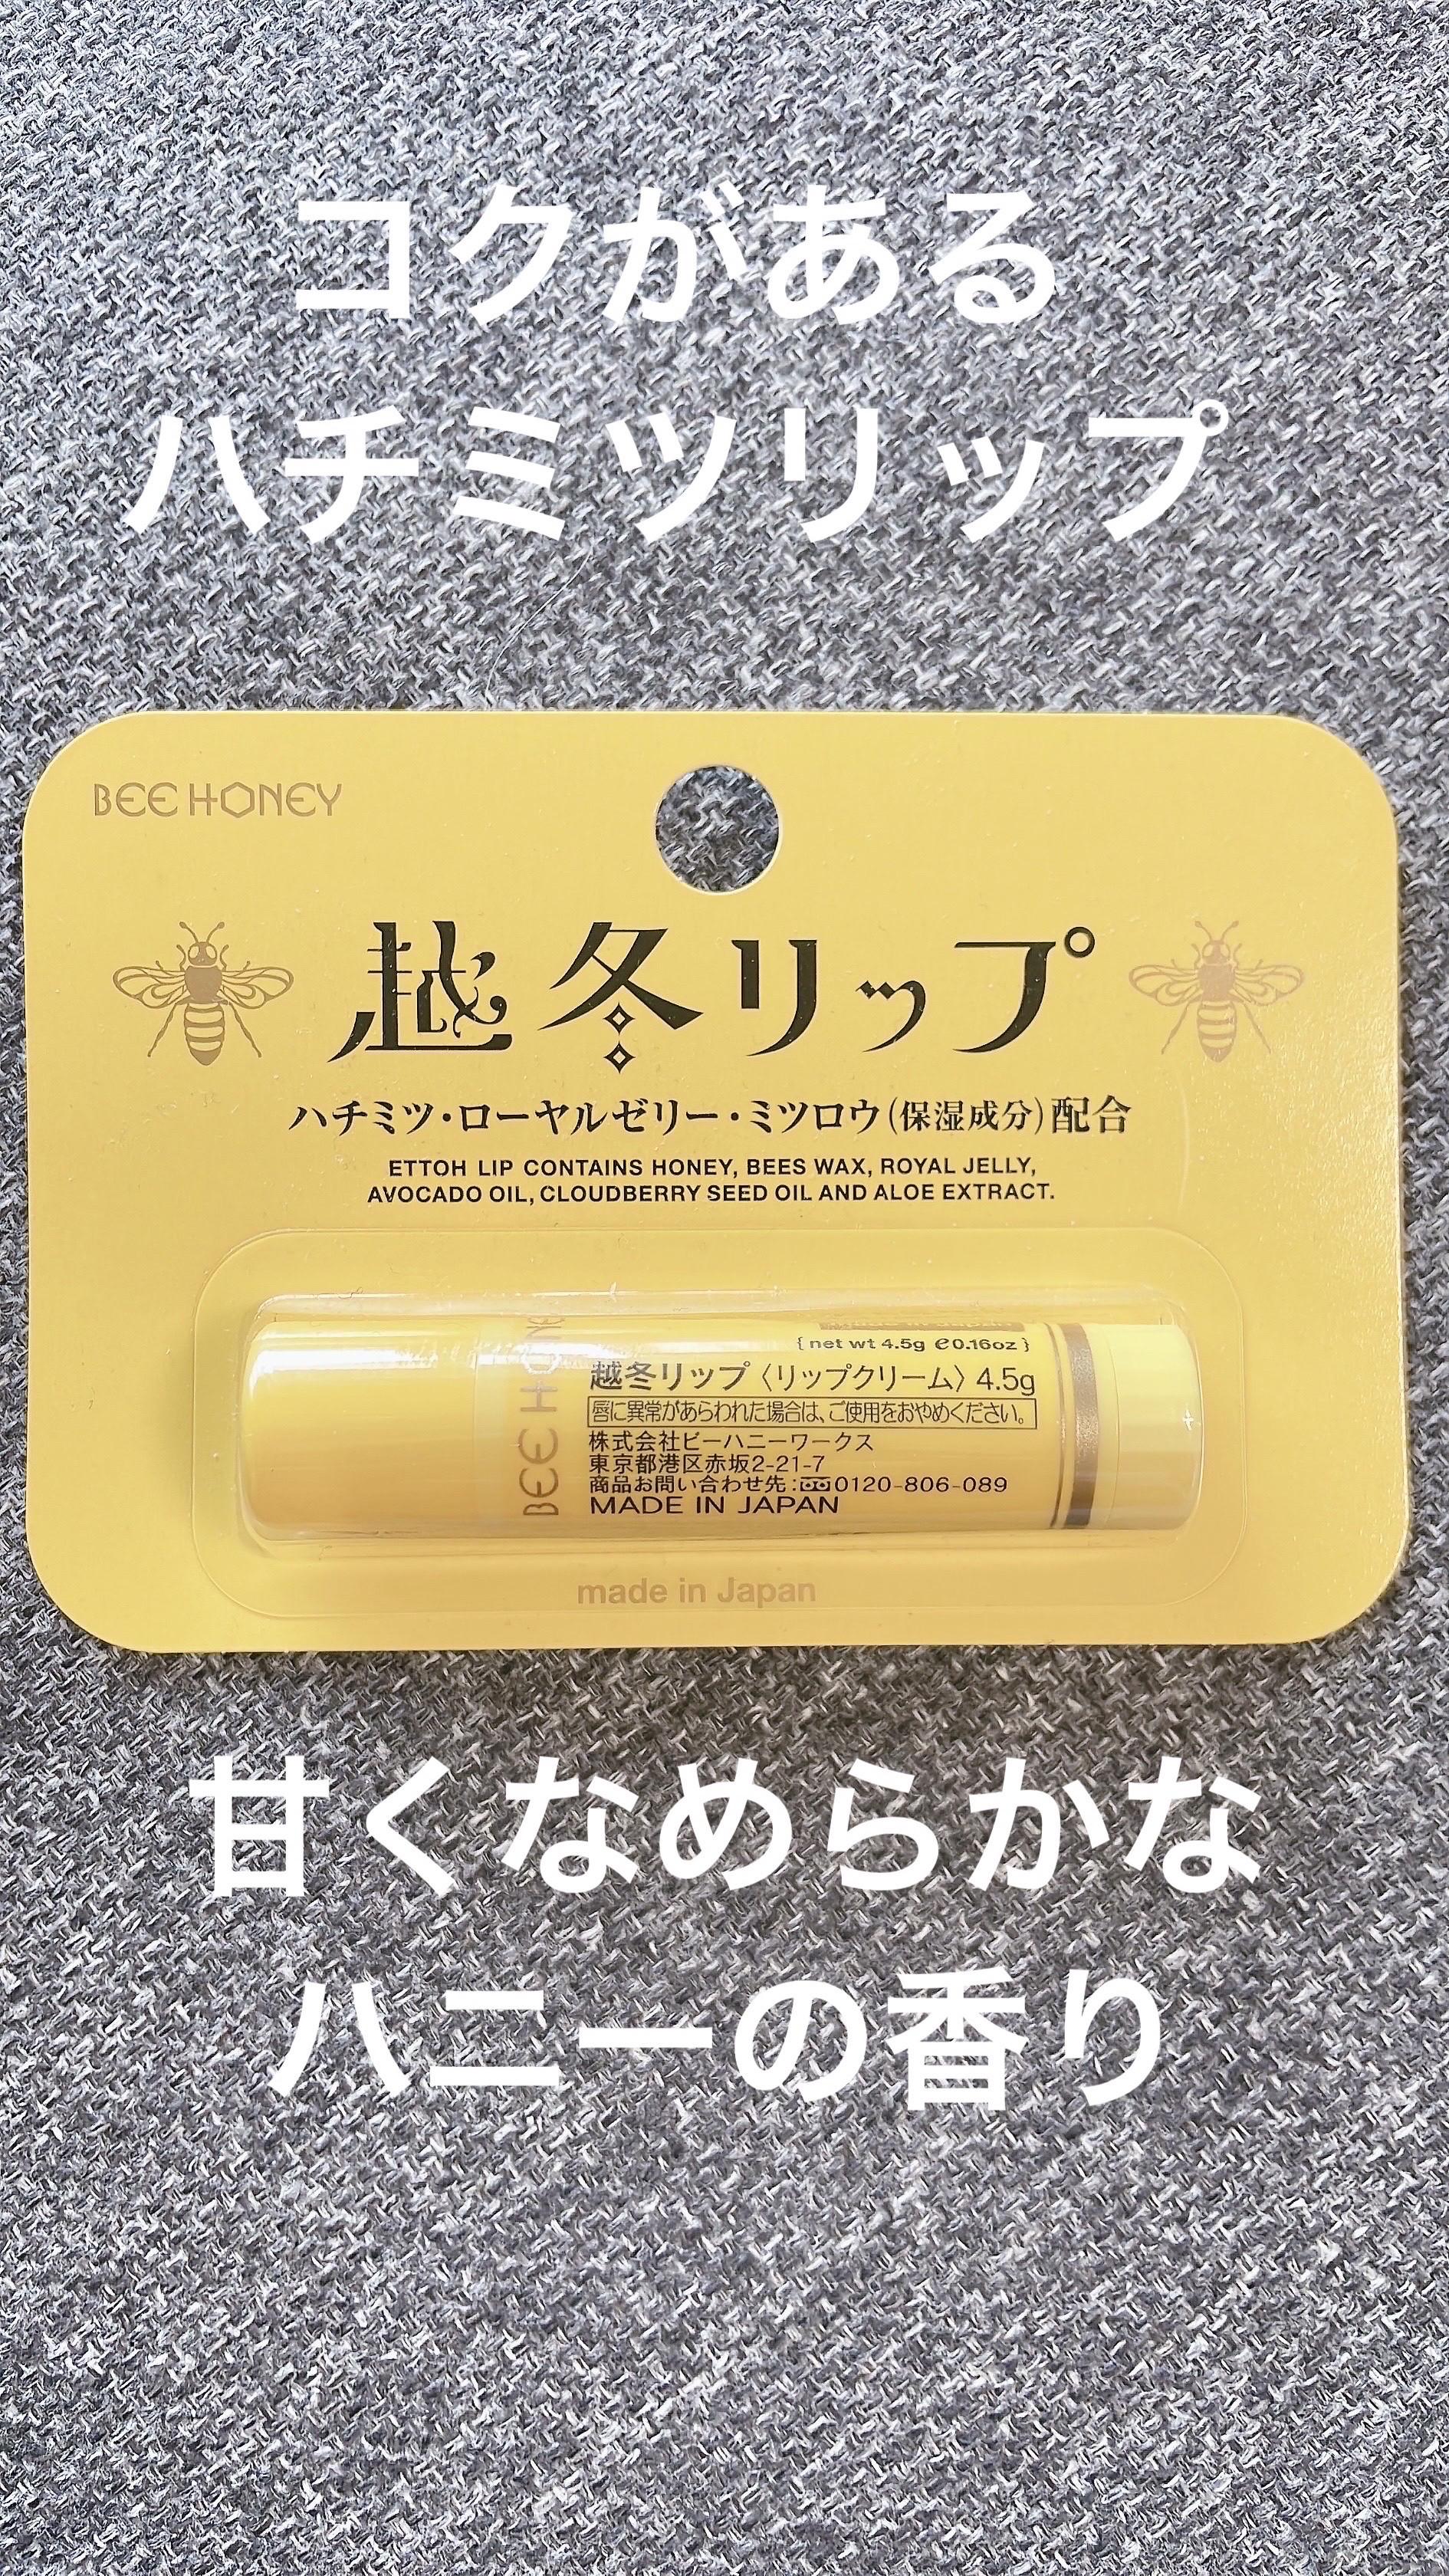 コクがある
ハチミツリップ
BEE HONEY
越冬リップ
ハチミツ・ローヤルゼリー・ミツロウ(保湿成分)配合
ETTOH LIP CONTAINS HONEY, BEES WAX, ROYAL JELLY,
AVOCADO OIL, CLOUDBERRY SEED OIL AND ALOE EXTRACT.
BEE HONEY
{ net wt 4.5g ℮0.16oz }
越冬リップ〈リップクリーム〉4.5g
唇に異常があらわれた場合は、ご使用をおやめください。
株式会社ビーハニーワークス
東京都港区赤坂2-21-7
商品お問い合わせ先:0120-806-089
MADE IN JAPAN
made in Japan
甘くなめらかな
ハニーの香り